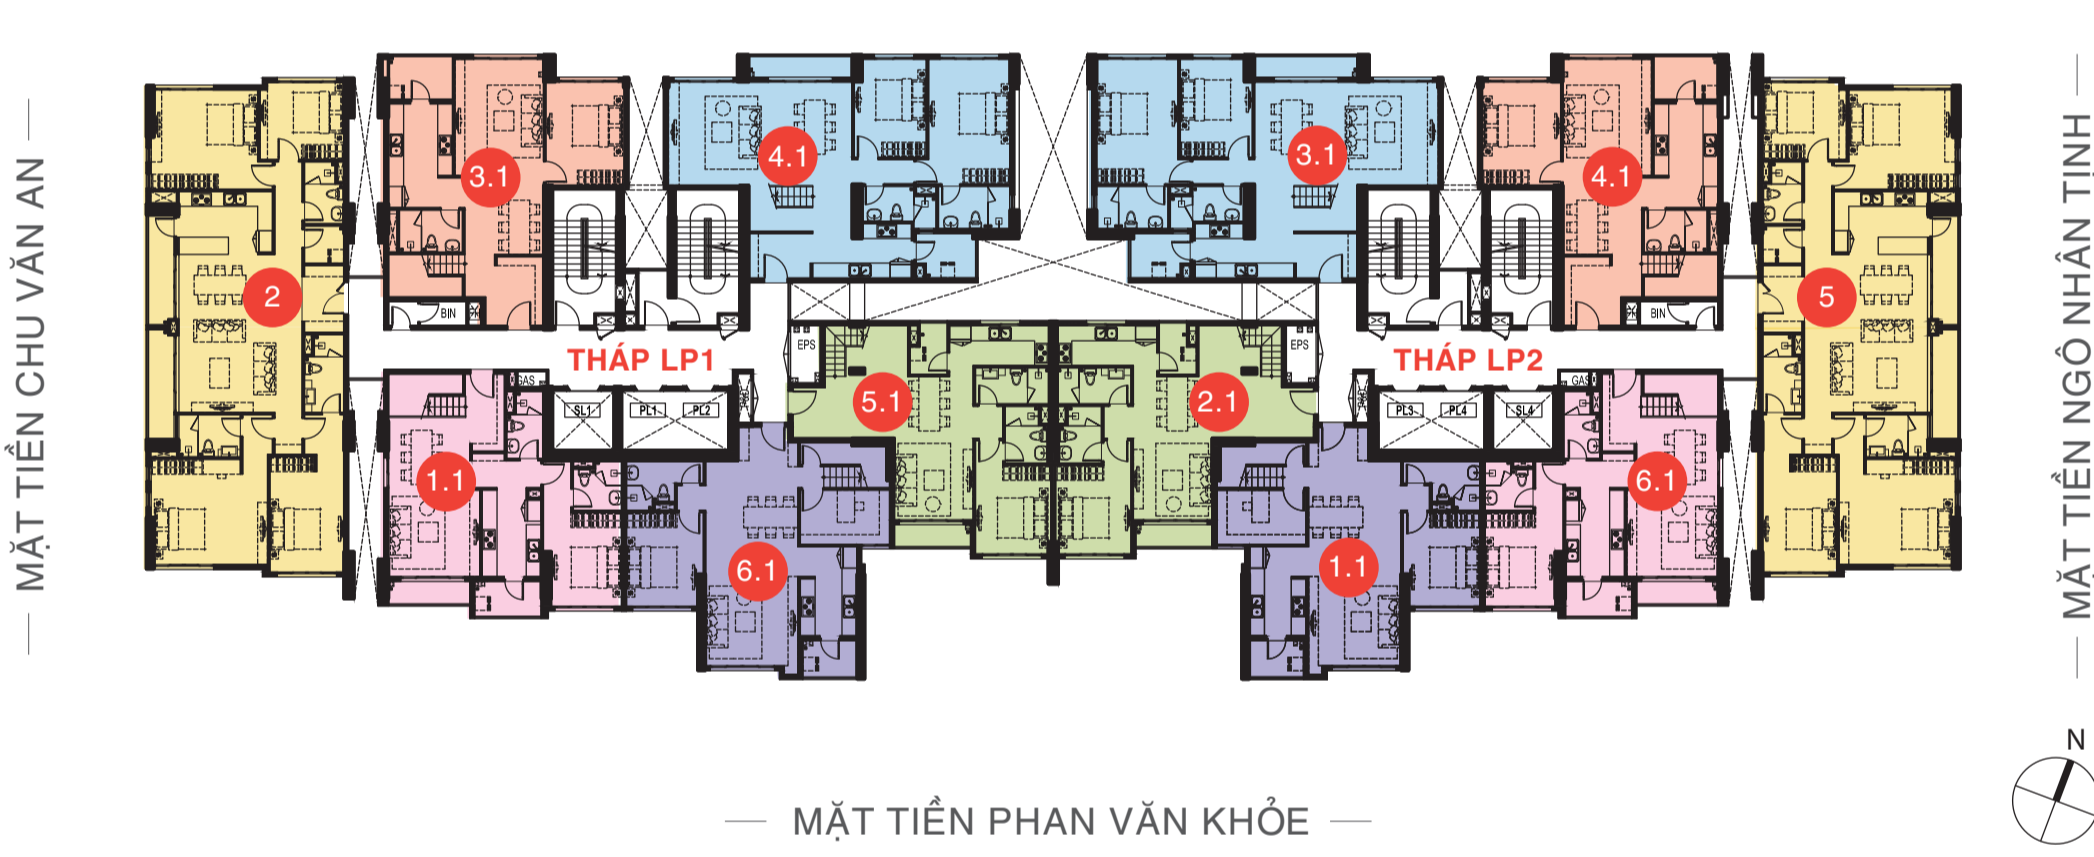 MẶT TIỀN CHU VĂN AN
3.1
4.1
3.1
4.1
2
5
BIN
BIN
EPS
EPS
THÁP LP1
THÁP LP2
GAS
GAS
SL1
PL1
PL2
5.1
2.1
PL3
PL4
SL4
1.1
6.1
6.1
1.1
MẶT TIỀN NGÔ NHÂN TỊNH
N
MẶT TIỀN PHAN VĂN KHỎE